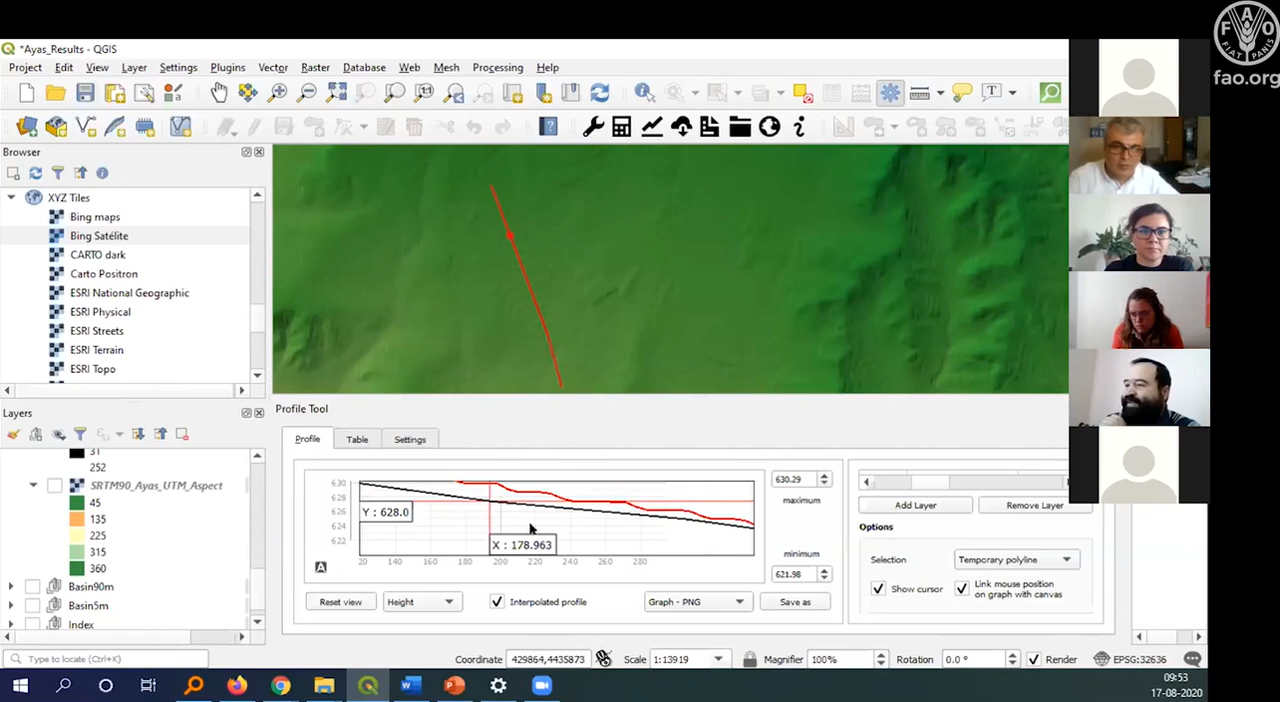 *Ayas_Results - QGIS
Project Edit View Layer Settings Plugins Vector Raster Database Web Mesh Processing Help
Browser
XYZ Tiles
Bing maps
Bing Satélite
CARTO dark
Carto Positron
ESRI National Geographic
ESRI Physical
ESRI Streets
ESRI Terrain
ESRI Topo
Layers
31
252
SRTM90_Ayas_UTM_Aspect
45
135
225
315
360
Basin90m
Basin5m
Index
Profile Tool
Profile Table Settings
630
628
626
624
622
Y : 628.0
X : 178.963
120 140 160 180 200 220 240 260 280
A
630.29
maximum
minimum
621.98
Reset view Height Interpolated profile Graph - PNG Save as
Add Layer Remove Layer
Options
Selection Temporary polyline
Show cursor Link mouse position on graph with canvas
Type to locate (Ctrl+K) Coordinate 429864,4435873 Scale 1:13919 Magnifier 100% Rotation 0.0 ° Render EPSG:32636
09:53
17-08-2020
F A O
FIAT PANIS
fao.org